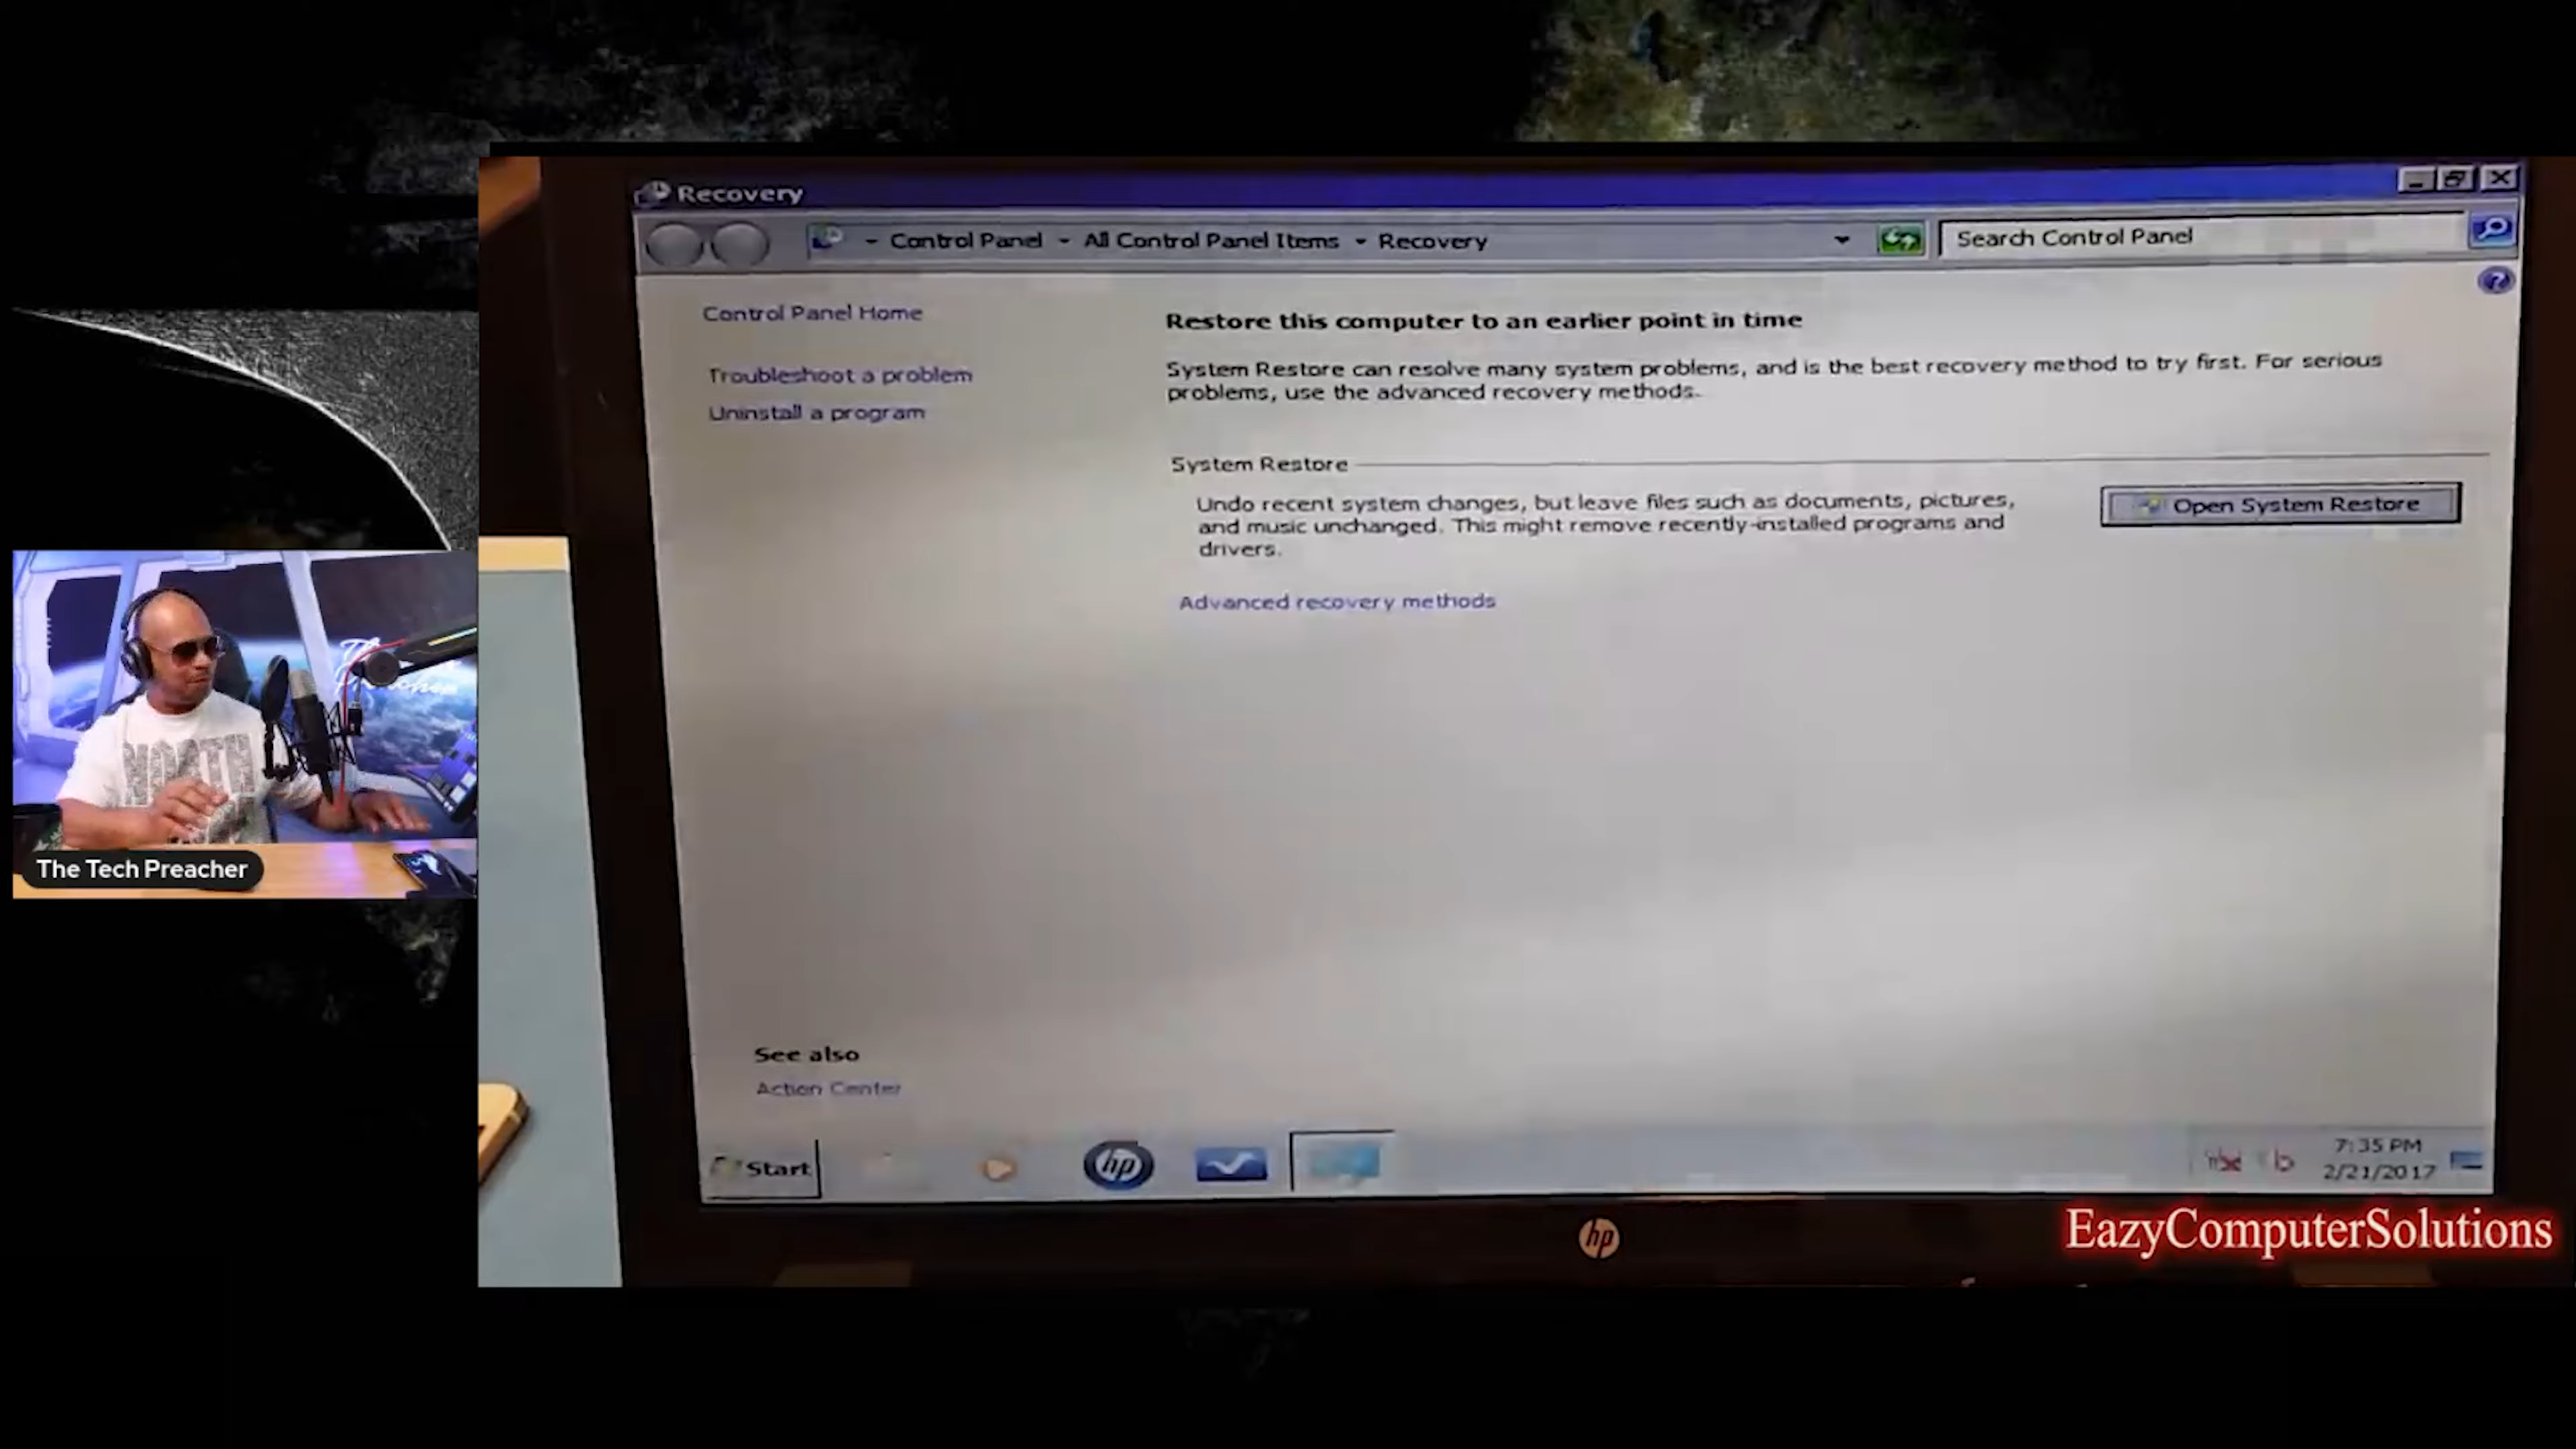 Recovery
Control Panel
All Control Panel Items
Recovery
Search Control Panel
Control Panel Home
Troubleshoot a problem
Uninstall a program
Restore this computer to an earlier point in time
System Restore can resolve many system problems, and is the best recovery method to try first. For serious
problems, use the advanced recovery methods.
System Restore
Undo recent system changes, but leave files such as documents, pictures,
and music unchanged. This might remove recently-installed programs and
drivers.
Open System Restore
Advanced recovery methods
See also
Action Center
Start
hp
7:35 PM
2/21/2017
hp
EazyComputerSolutions
NORTH
The Tech Preacher